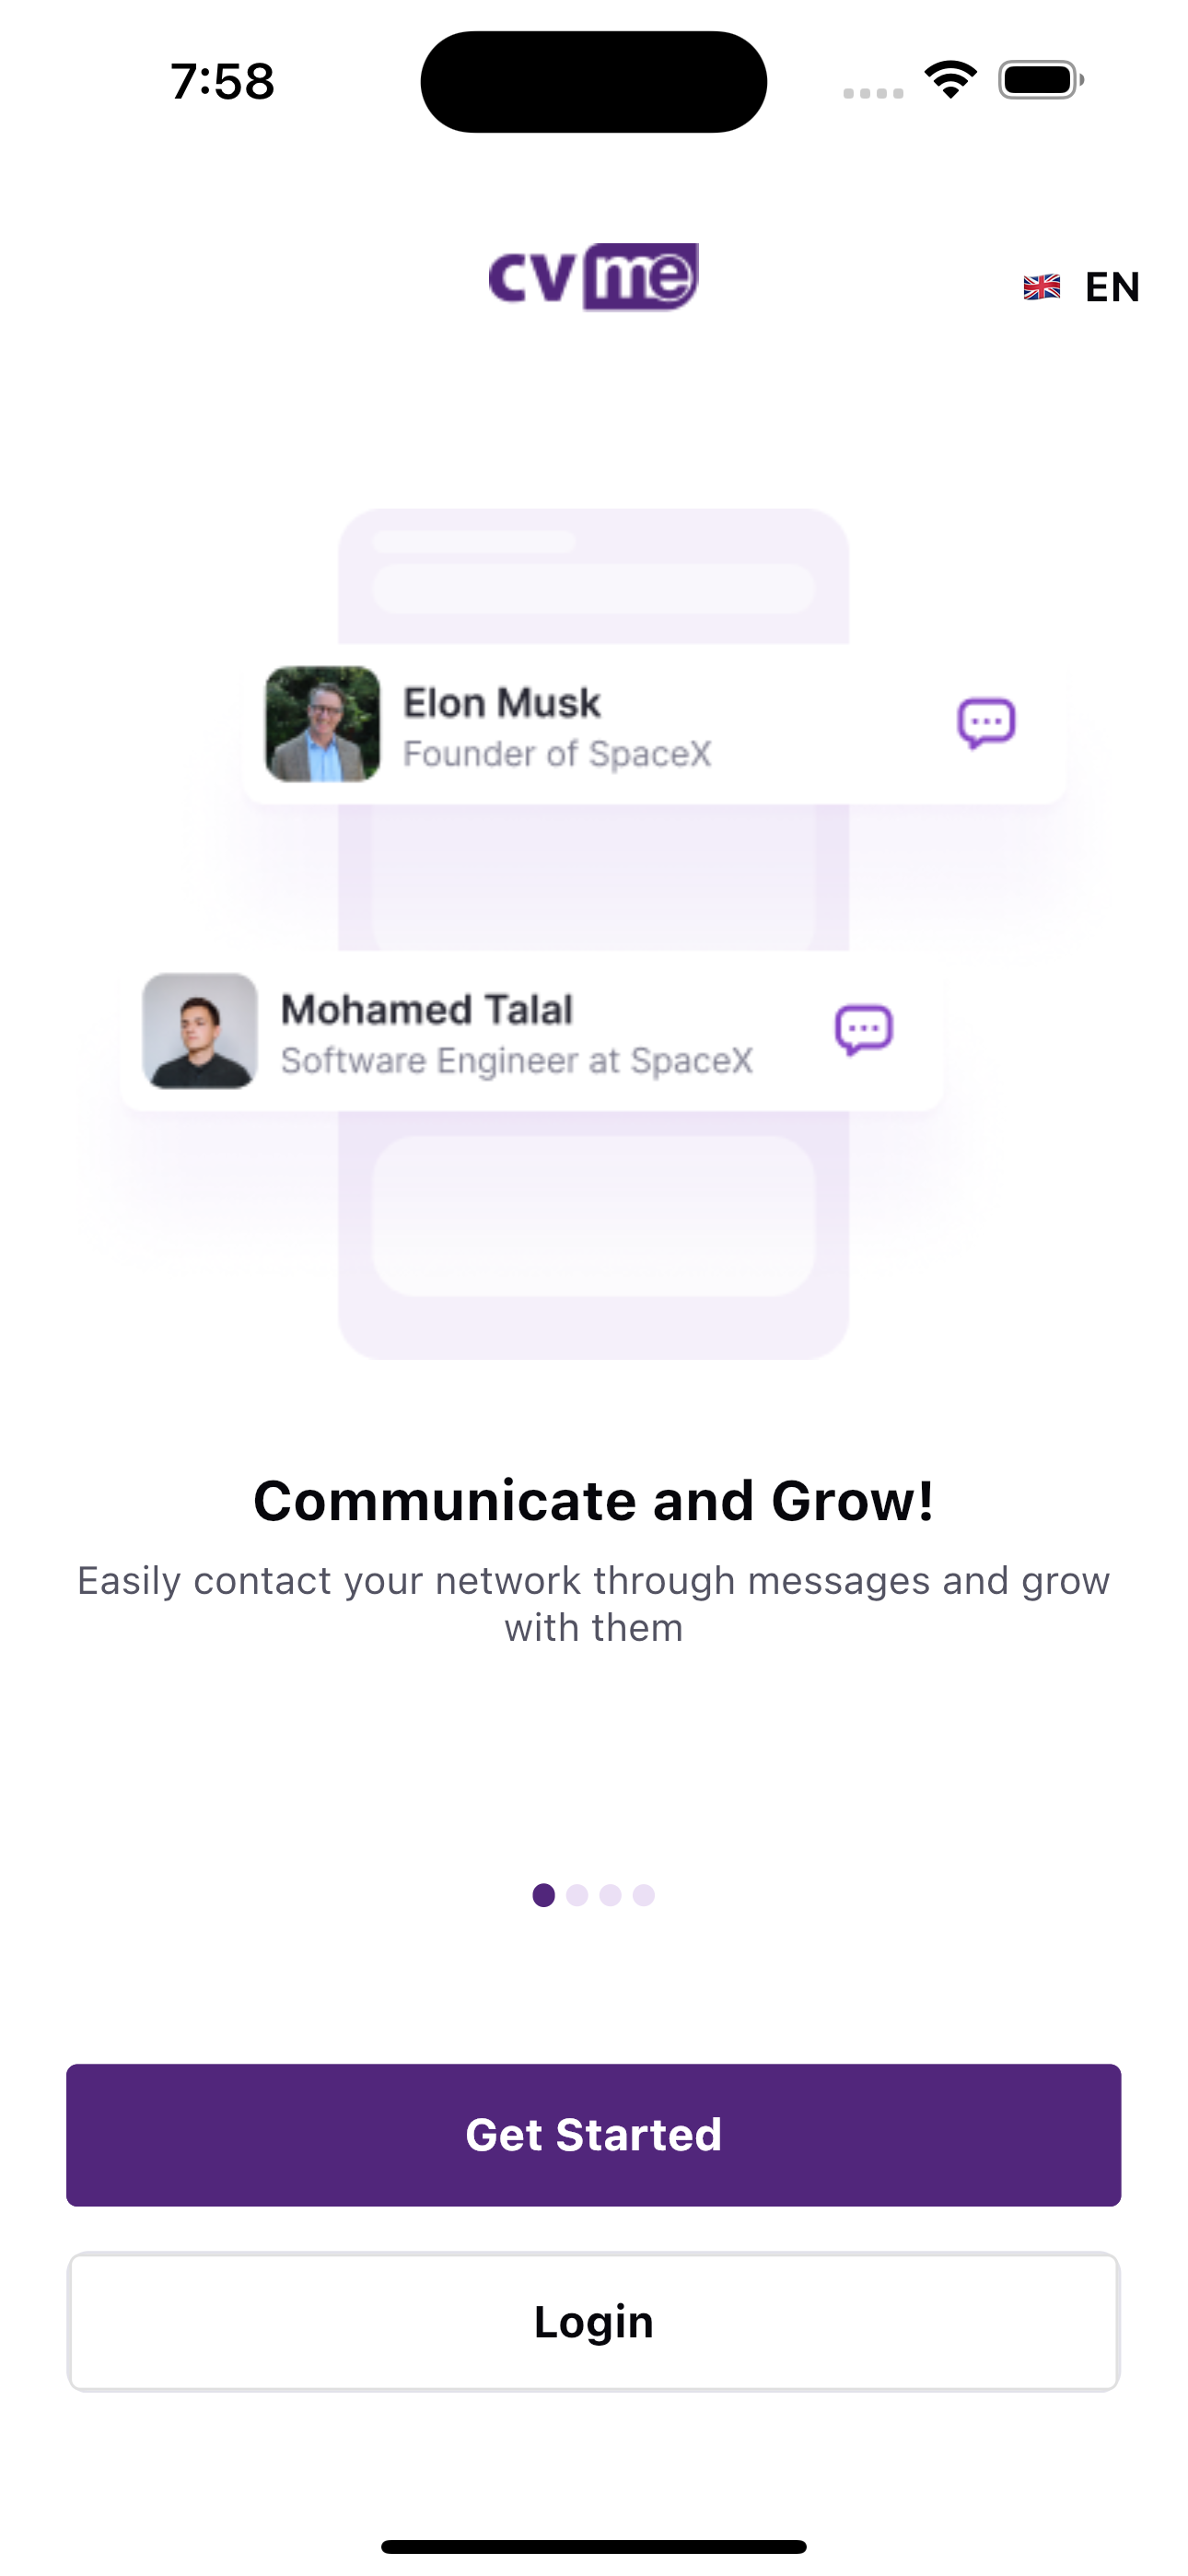 7:58
cvme
🇬🇧 EN
Elon Musk
Founder of SpaceX
Mohamed Talal
Software Engineer at SpaceX
Communicate and Grow!
Easily contact your network through messages and grow
with them
Get Started
Login